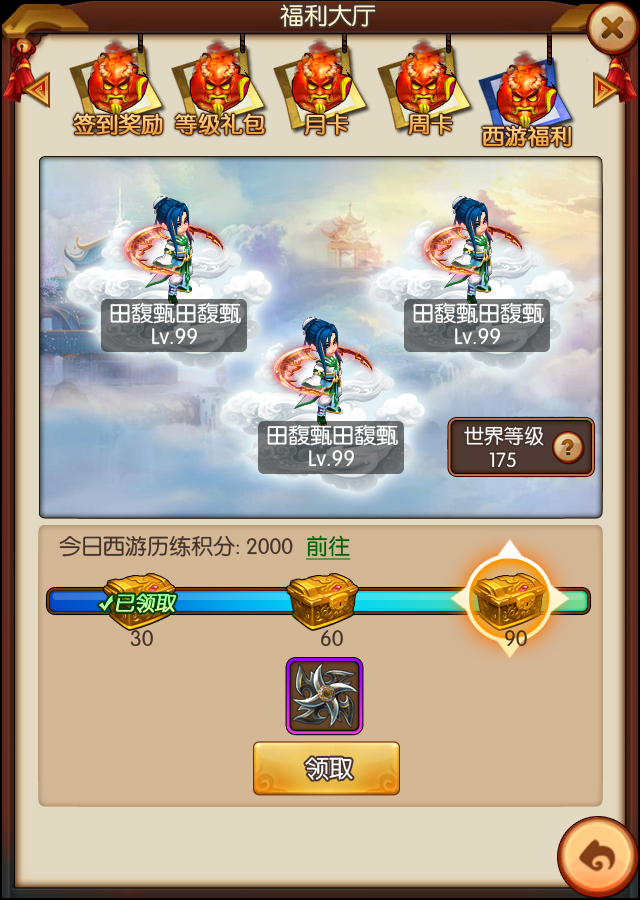 福利大厅
签到奖励
等级礼包
月卡
周卡
西游福利
田馥甄田馥甄
Lv.99
田馥甄田馥甄
Lv.99
田馥甄田馥甄
Lv.99
世界等级
175
?
今日西游历练积分: 2000 前往
✓已领取
30
60
90
领取